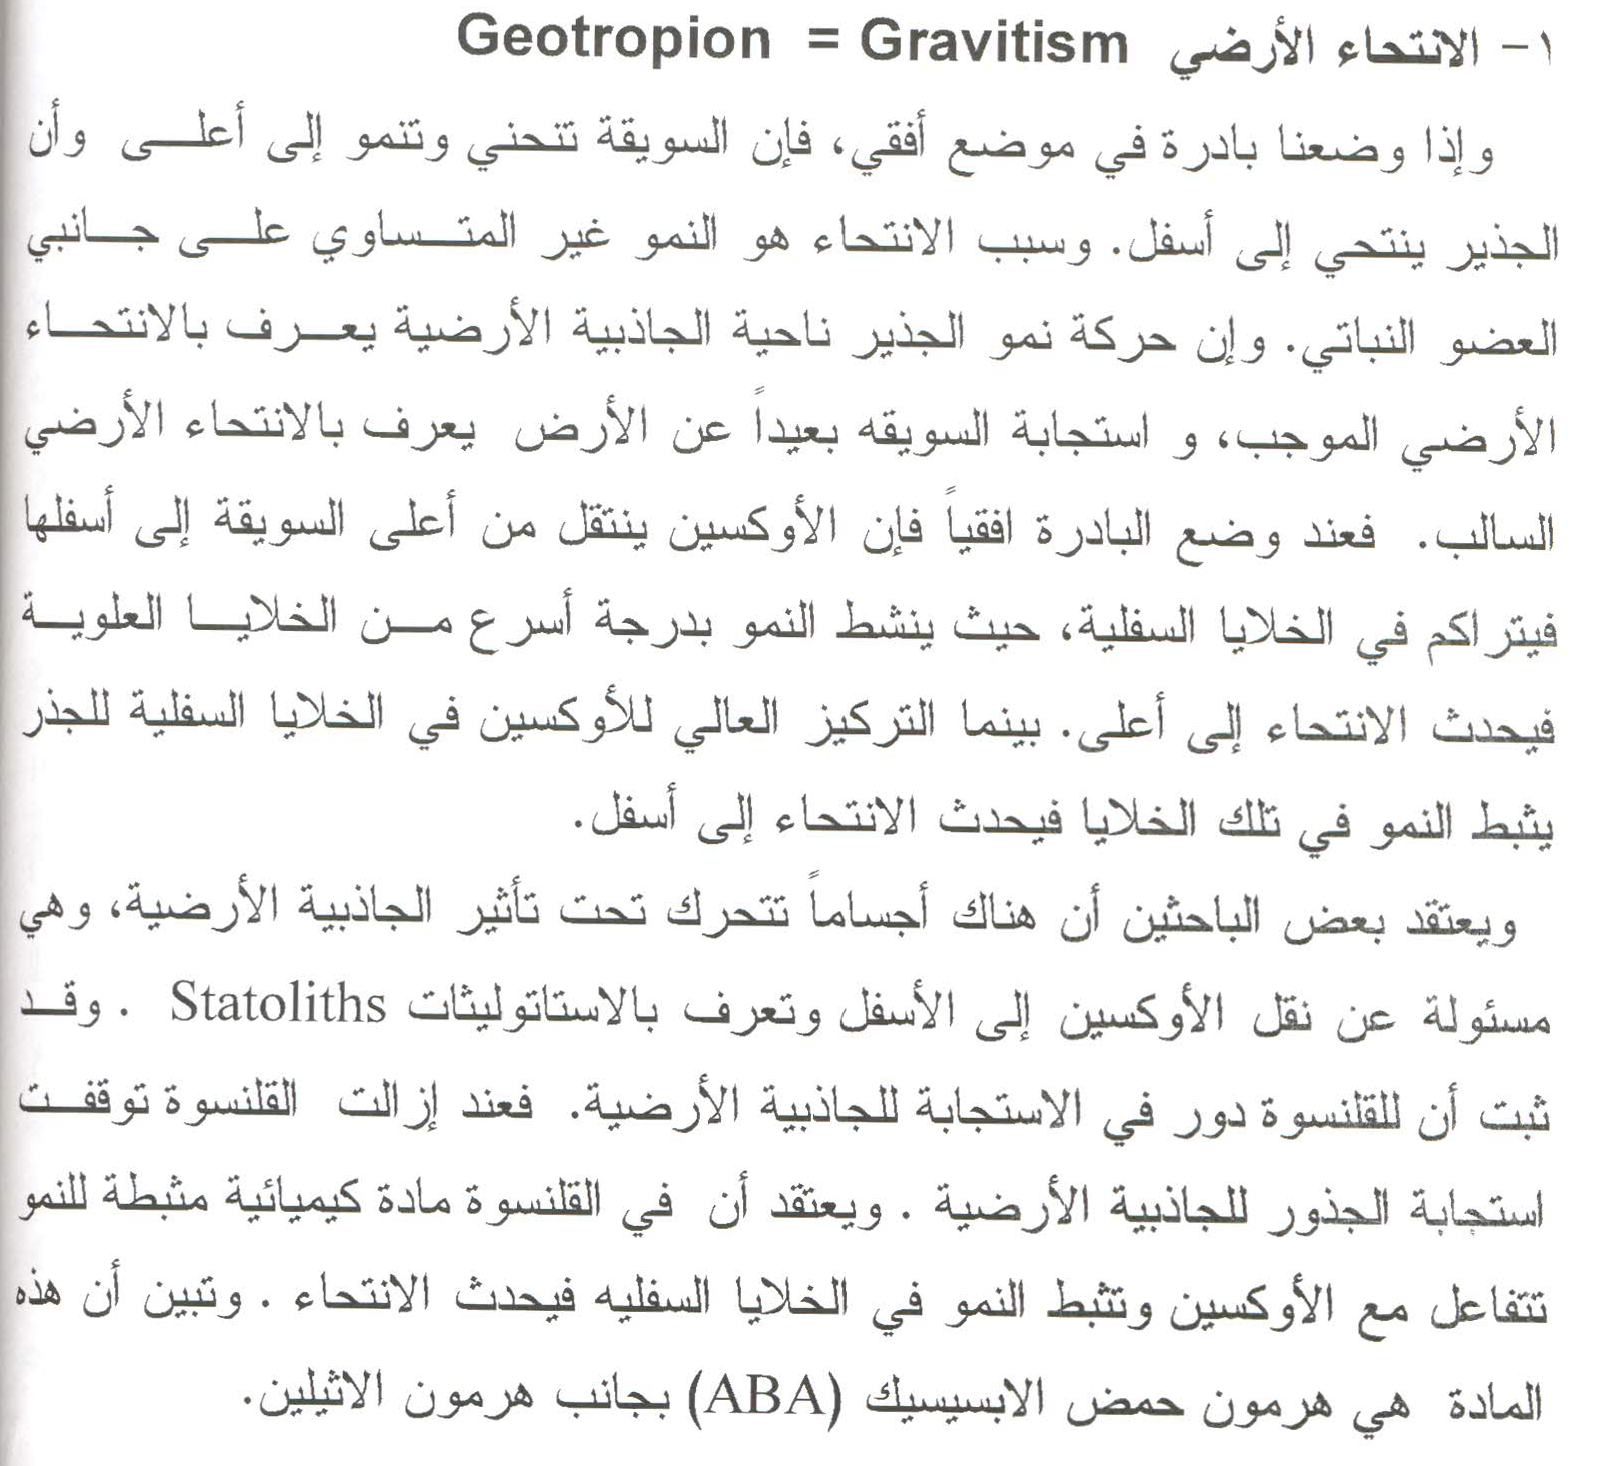 ١- الانتحاء الأرضي Geotropion = Gravitism
وإذا وضعنا بادرة في موضع أفقي، فإن السويقة تتحني وتتمو إلى أعلى وأن
الجذير ينتحي إلى أسفل. وسبب الانتحاء هو النمو غير المتساوي على جانبي
العضو النباتي. وإن حركة نمو الجذير ناحية الجاذبية الأرضية يعرف بالانتحاء
الأرضي الموجب، و استجابة السويقه بعيداً عن الأرض يعرف بالانتحاء الأرضي
السالب. فعند وضع البادرة افقياً فإن الأوكسين ينتقل من أعلى السويقة إلى أسفلها
فيتراكم في الخلايا السفلية، حيث ينشط النمو بدرجة أسرع من الخلايا العلوية
فيحدث الانتحاء إلى أعلى. بينما التركيز العالي للأوكسين في الخلايا السفلية للجذر
يثبط النمو في تلك الخلايا فيحدث الانتحاء إلى أسفل.
ويعتقد بعض الباحثين أن هناك أجساماً تتحرك تحت تأثير الجاذبية الأرضية، وهي
مسئولة عن نقل الأوكسين إلى الأسفل وتعرف بالاستاتوليثات Statoliths . وقد
ثبت أن للقلنسوة دور في الاستجابة للجاذبية الأرضية. فعند إزالت القلنسوة توقفت
استجابة الجذور للجاذبية الأرضية . ويعتقد أن في القلنسوة مادة كيميائية مثبطة للنمو
تتفاعل مع الأوكسين وتثبط النمو في الخلايا السفليه فيحدث الانتحاء . وتبين أن هذه
المادة هي هرمون حمض الابسيسيك (ABA) بجانب هرمون الاثيلين.